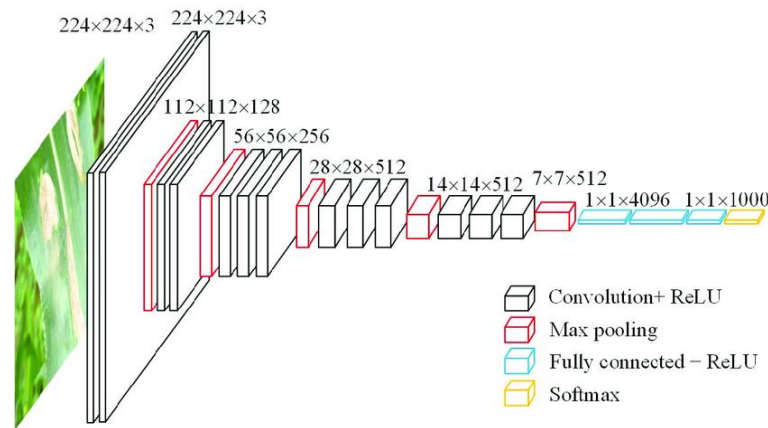 224×224×3
224×224×3
112×112×128
56×56×256
28×28×512
14×14×512
7×7×512
1×1×4096
1×1×1000
Convolution+ ReLU
Max pooling
Fully connected − ReLU
Softmax